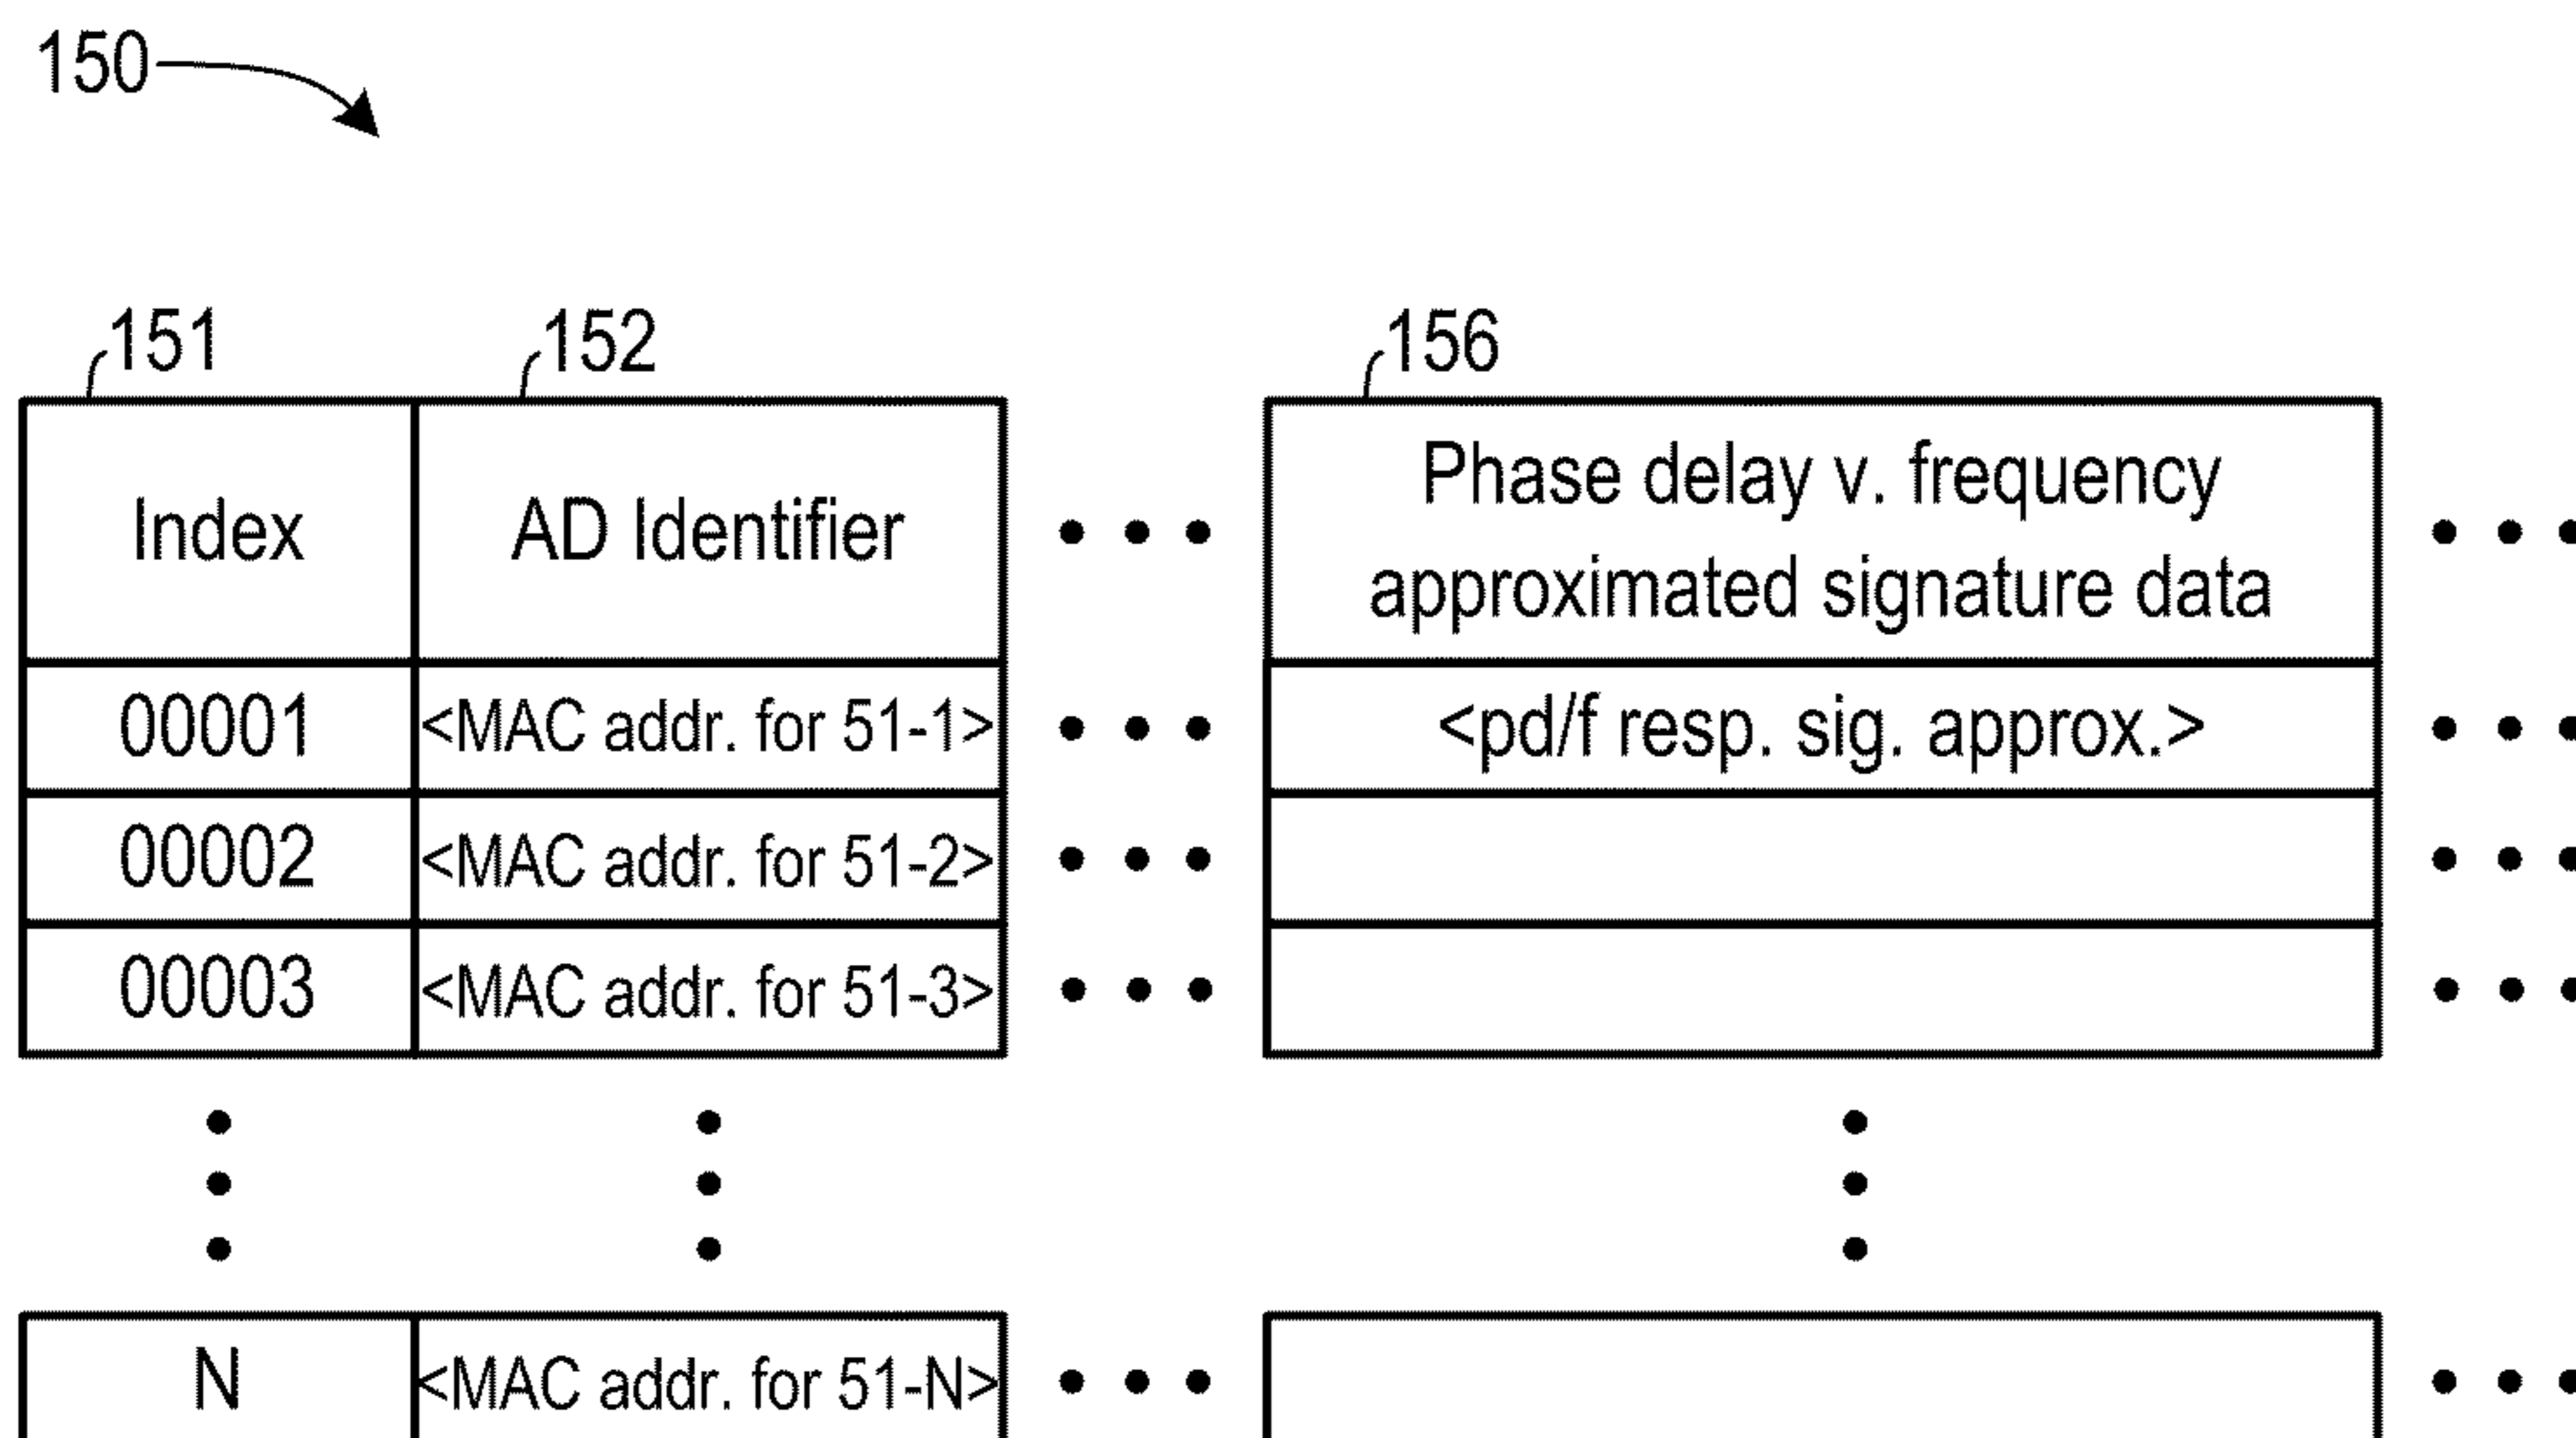 150
151 152 156
Index AD Identifier Phase delay v. frequency
approximated signature data
00001 <MAC addr. for 51-1> <pd/f resp. sig. approx.>
00002 <MAC addr. for 51-2>
00003 <MAC addr. for 51-3>
N <MAC addr. for 51-N>